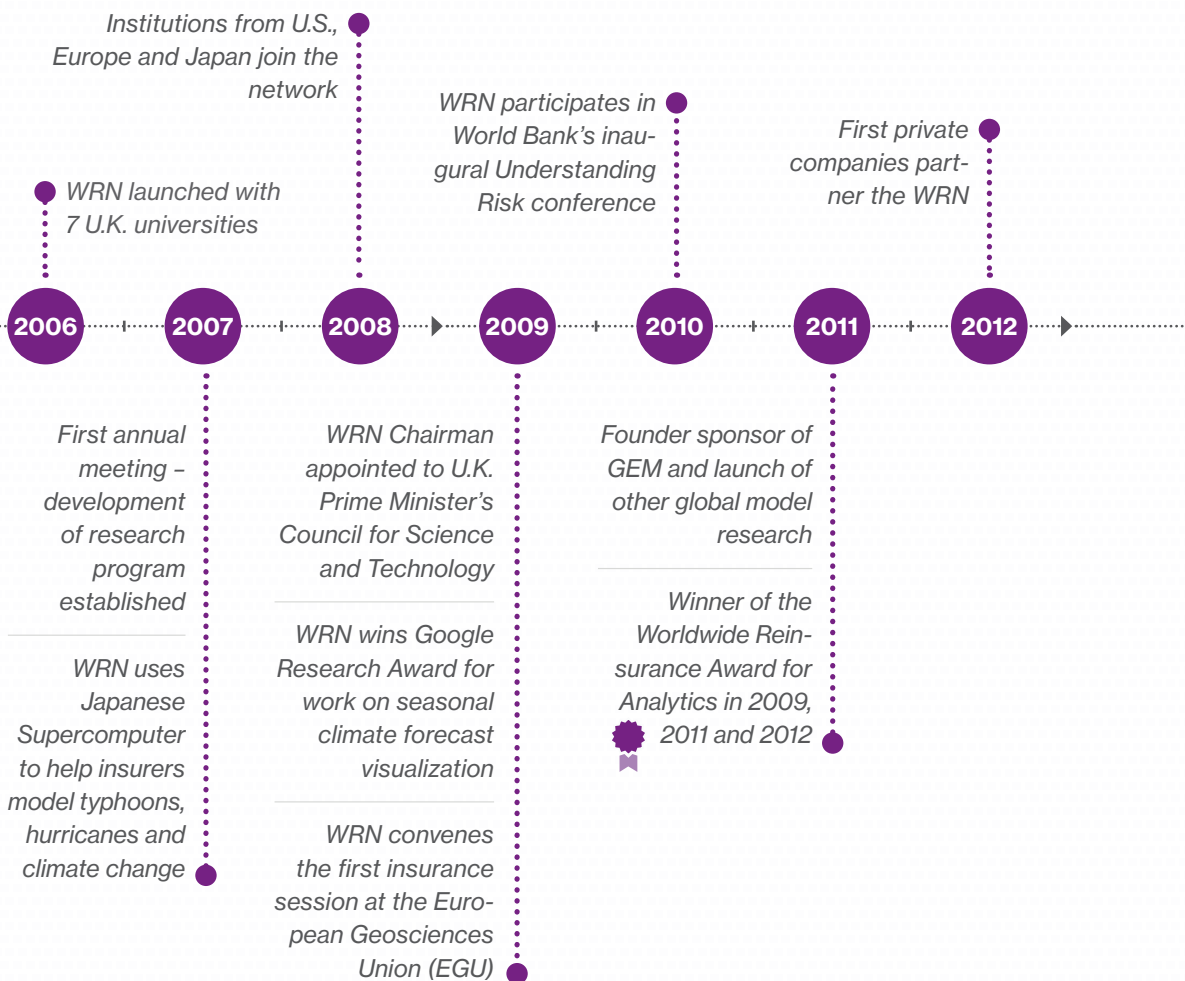 Institutions from U.S.,
Europe and Japan join the
network
WRN participates in
World Bank's inau-
gural Understanding
Risk conference
First private
companies part-
ner the WRN
WRN launched with
7 U.K. universities
2006
2007
2008
2009
2010
2011
2012
First annual
meeting –
development
of research
program
established
WRN uses
Japanese
Supercomputer
to help insurers
model typhoons,
hurricanes and
climate change
WRN Chairman
appointed to U.K.
Prime Minister's
Council for Science
and Technology
WRN wins Google
Research Award for
work on seasonal
climate forecast
visualization
WRN convenes
the first insurance
session at the Euro-
pean Geosciences
Union (EGU)
Founder sponsor of
GEM and launch of
other global model
research
Winner of the
Worldwide Rein-
surance Award for
Analytics in 2009,
2011 and 2012